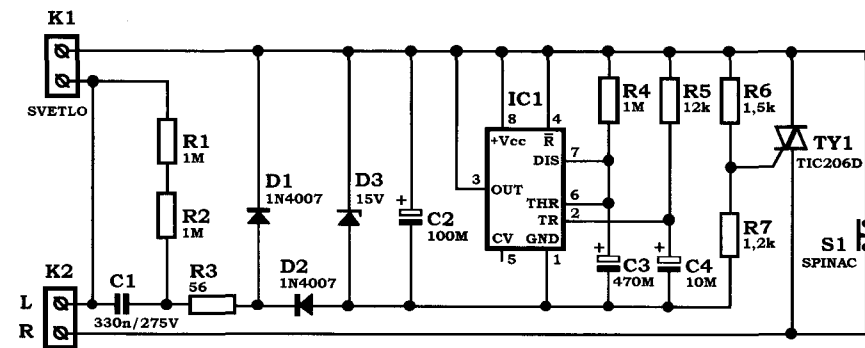 K1
SVETLO
R1
1M
R2
1M
K2
L
R
C1
330n/275V
R3
56
D1
1N4007
D2
1N4007
D3
15V
+
C2
100M
IC1
8
4
+Vcc
R
DIS
7
3
OUT
THR
6
TR
2
CV
GND
5
1
R4
1M
R5
12k
R6
1,5k
TY1
TIC206D
R7
1,2k
+
C3
470M
+
C4
10M
S1
SPINAC